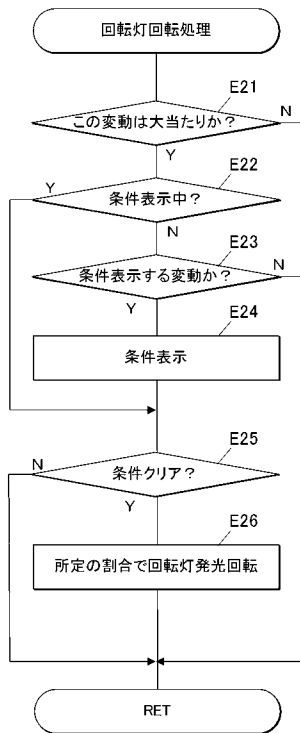 回転灯回転処理
E21
この変動は大当たりか？
N
Y
E22
Y
条件表示中？
N
E23
条件表示する変動か？
N
Y
E24
条件表示
E25
N
条件クリア？
Y
E26
所定の割合で回転灯発光回転
RET